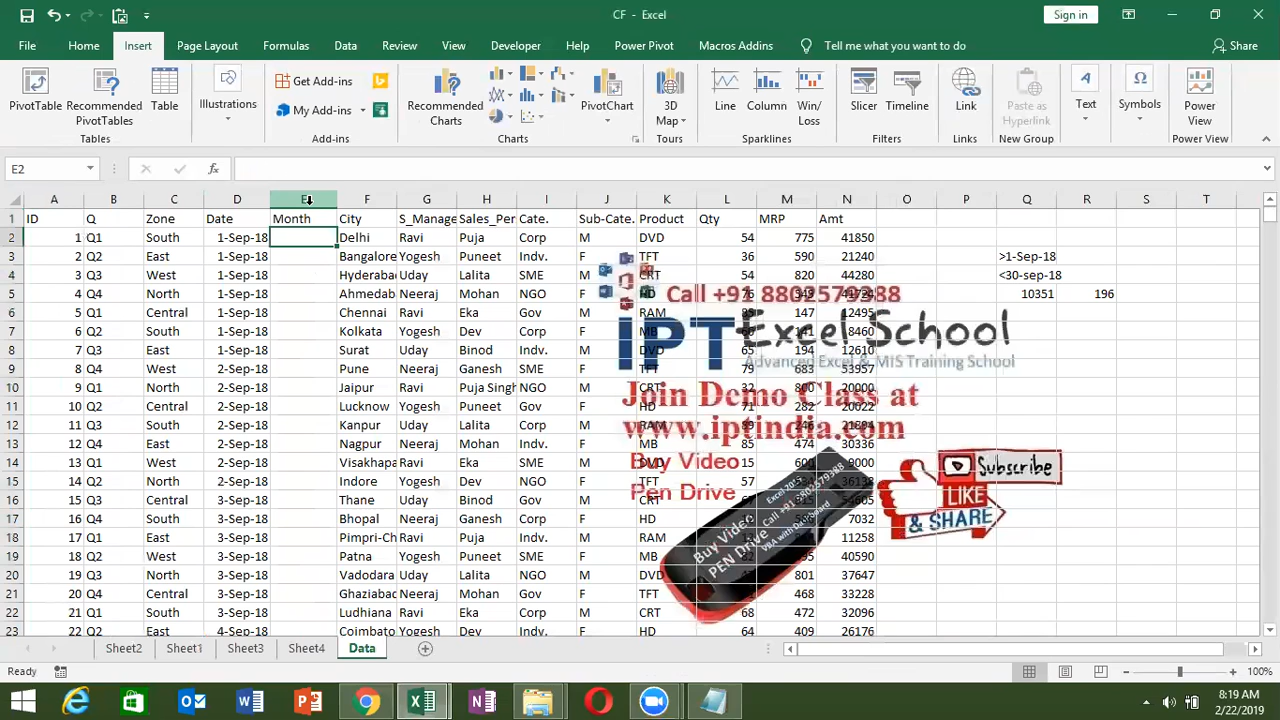 CF - Excel
Sign in
File Home Insert Page Layout Formulas Data Review View Developer Help Power Pivot Macros Addins Tell me what you want to do Share
PivotTable Recommended PivotTables Table Illustrations Get Add-ins My Add-ins Recommended Charts PivotChart 3D Map Line Column Win/Loss Slicer Timeline Link Paste as Hyperlink Text Symbols Power View
Tables Add-ins Charts Tours Sparklines Filters Links New Group Power View
E2 fx
A B C D E F G H I J K L M N O P Q R S T
1 ID Q Zone Date Month City S_Manage Sales_Per Cate. Sub-Cate. Product Qty MRP Amt
2 1 Q1 South 1-Sep-18 Delhi Ravi Puja Corp M DVD 54 775 41850
3 2 Q2 East 1-Sep-18 Bangalore Yogesh Puneet Indv. F TFT 36 590 21240 >1-Sep-18
4 3 Q3 West 1-Sep-18 Hyderabad Uday Lalita SME M CRT 54 820 44280 <30-sep-18
5 4 Q4 North 1-Sep-18 Ahmedab Neeraj Mohan NGO F HD 10351 196
6 5 Q1 Central 1-Sep-18 Chennai Ravi Eka Gov M RAM 85 147 12495
7 6 Q2 South 1-Sep-18 Kolkata Yogesh Dev Corp F MB 18460
8 7 Q3 East 1-Sep-18 Surat Uday Binod Indv. M DVD 65 194 12610
9 8 Q4 West 1-Sep-18 Pune Neeraj Ganesh SME F TFT 79 683 53957
10 9 Q1 North 2-Sep-18 Jaipur Ravi Puja Singh NGO M CRT
11 10 Q2 Central 2-Sep-18 Lucknow Yogesh Puneet Gov F HD 71 282 20022
12 11 Q3 South 2-Sep-18 Kanpur Uday Lalita Corp M RAM 89
13 12 Q4 East 2-Sep-18 Nagpur Neeraj Mohan Indv. F MB
14 13 Q1 West 2-Sep-18 Visakhapa Ravi Eka SME M DVD 15 600 9000
15 14 Q2 North 2-Sep-18 Indore Yogesh Dev NGO F TFT 57
16 15 Q3 Central 3-Sep-18 Thane Uday Binod Gov M CRT
17 16 Q4 South 3-Sep-18 Bhopal Neeraj Ganesh Corp F HD 7032
18 17 Q1 East 3-Sep-18 Pimpri-Ch Ravi Puja Indv. M RAM 11258
19 18 Q2 West 3-Sep-18 Patna Yogesh Puneet SME F MB 40590
20 19 Q3 North 3-Sep-18 Vadodara Uday Lalita NGO M DVD 801 37647
21 20 Q4 Central 3-Sep-18 Ghaziabad Neeraj Mohan Gov F TFT 468 33228
22 21 Q1 South 3-Sep-18 Ludhiana Ravi Eka Corp M CRT 68 472 32096
23 22 Q2 East 4-Sep-18 Coimbato Yogesh Dev Indv. F HD 64 409 26176
Call +91 8802579388
IPT Excel School
Advanced Excel & MIS Training School
Join Demo Class at
www.iptindia.com
Buy Video
Pen Drive
Buy Video
PEN Drive
VBA with Dashboard
Subscribe
LIKE
& SHARE
Sheet2 Sheet1 Sheet3 Sheet4 Data
Ready 100%
8:19 AM
2/22/2019